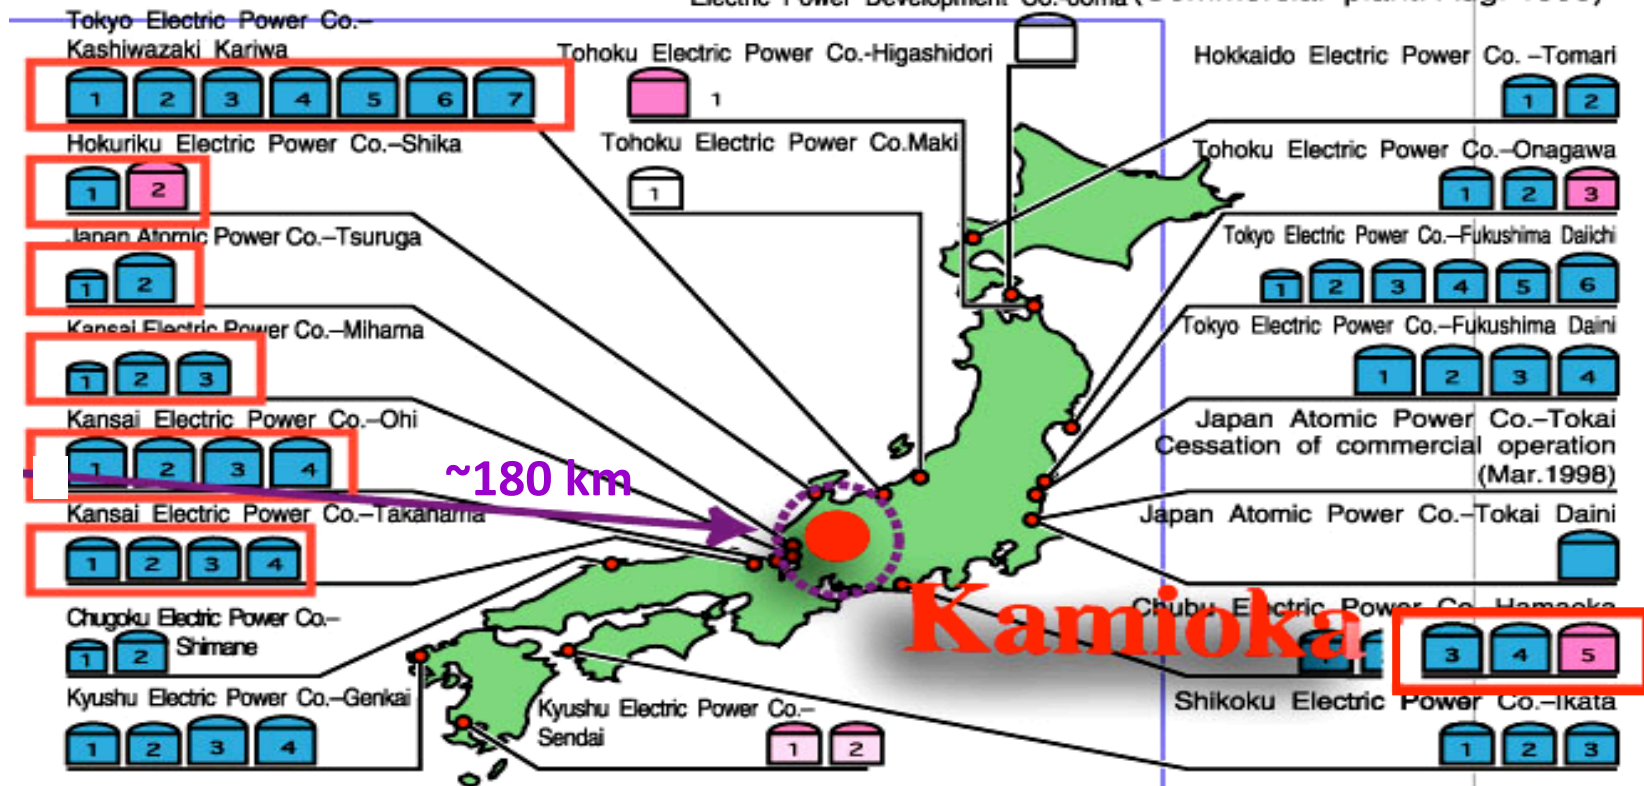 Tokyo Electric Power Co.–
Kashiwazaki Kariwa
1 2 3 4 5 6 7
Hokuriku Electric Power Co.–Shika
1 2
Japan Atomic Power Co.–Tsuruga
1 2
Kansai Electric Power Co.–Mihama
1 2 3
Kansai Electric Power Co.–Ohi
1 2 3 4
Kansai Electric Power Co.–Takahama
1 2 3 4
Chugoku Electric Power Co.–
Shimane
1 2
Kyushu Electric Power Co.–Genkai
1 2 3 4
Tohoku Electric Power Co.-Higashidori
1
Tohoku Electric Power Co.Maki
1
~180 km
Kamioka
Kyushu Electric Power Co.–
Sendai
1 2
Hokkaido Electric Power Co. –Tomari
1 2
Tohoku Electric Power Co.–Onagawa
1 2 3
Tokyo Electric Power Co.–Fukushima Daiichi
1 2 3 4 5 6
Tokyo Electric Power Co.–Fukushima Daini
1 2 3 4
Japan Atomic Power Co.–Tokai
Cessation of commercial operation
(Mar.1998)
Japan Atomic Power Co.–Tokai Daini
Chubu Electric Power Co. Hamaoka
3 4 5
Shikoku Electric Power Co.–Ikata
1 2 3